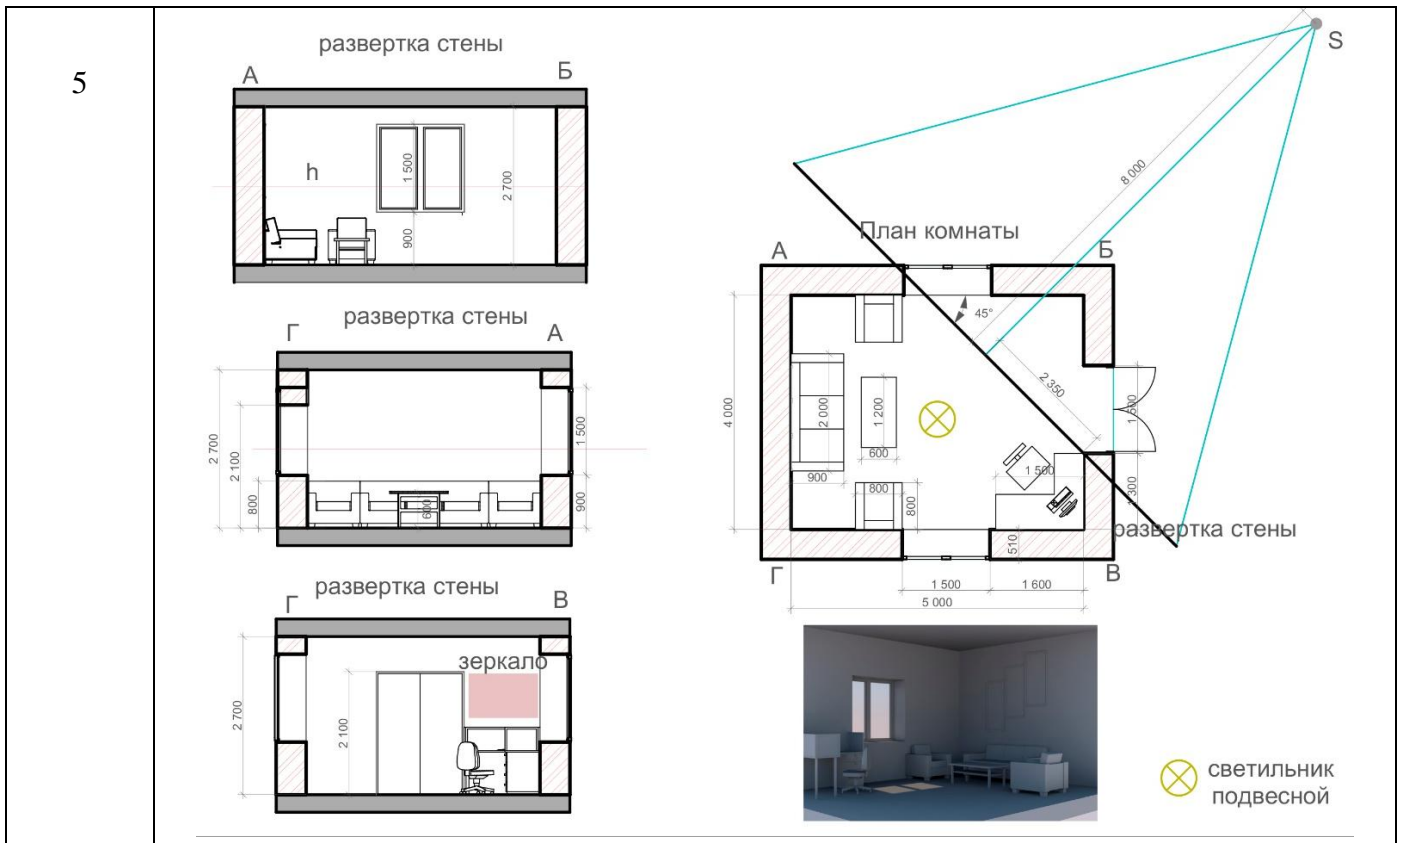 5
развертка стены
А
Б
h
1 500
2 700
900
развертка стены
Г
А
2 700
2 100
800
600
1 500
900
развертка стены
Г
В
зеркало
2 700
2 100
S
8 000
План комнаты
А
Б
45°
2 350
4 000
2 000
1 200
600
900
800
800
1 500
1 500
1 300
развертка стены
510
Г
В
1 500
1 600
5 000
светильник
подвесной